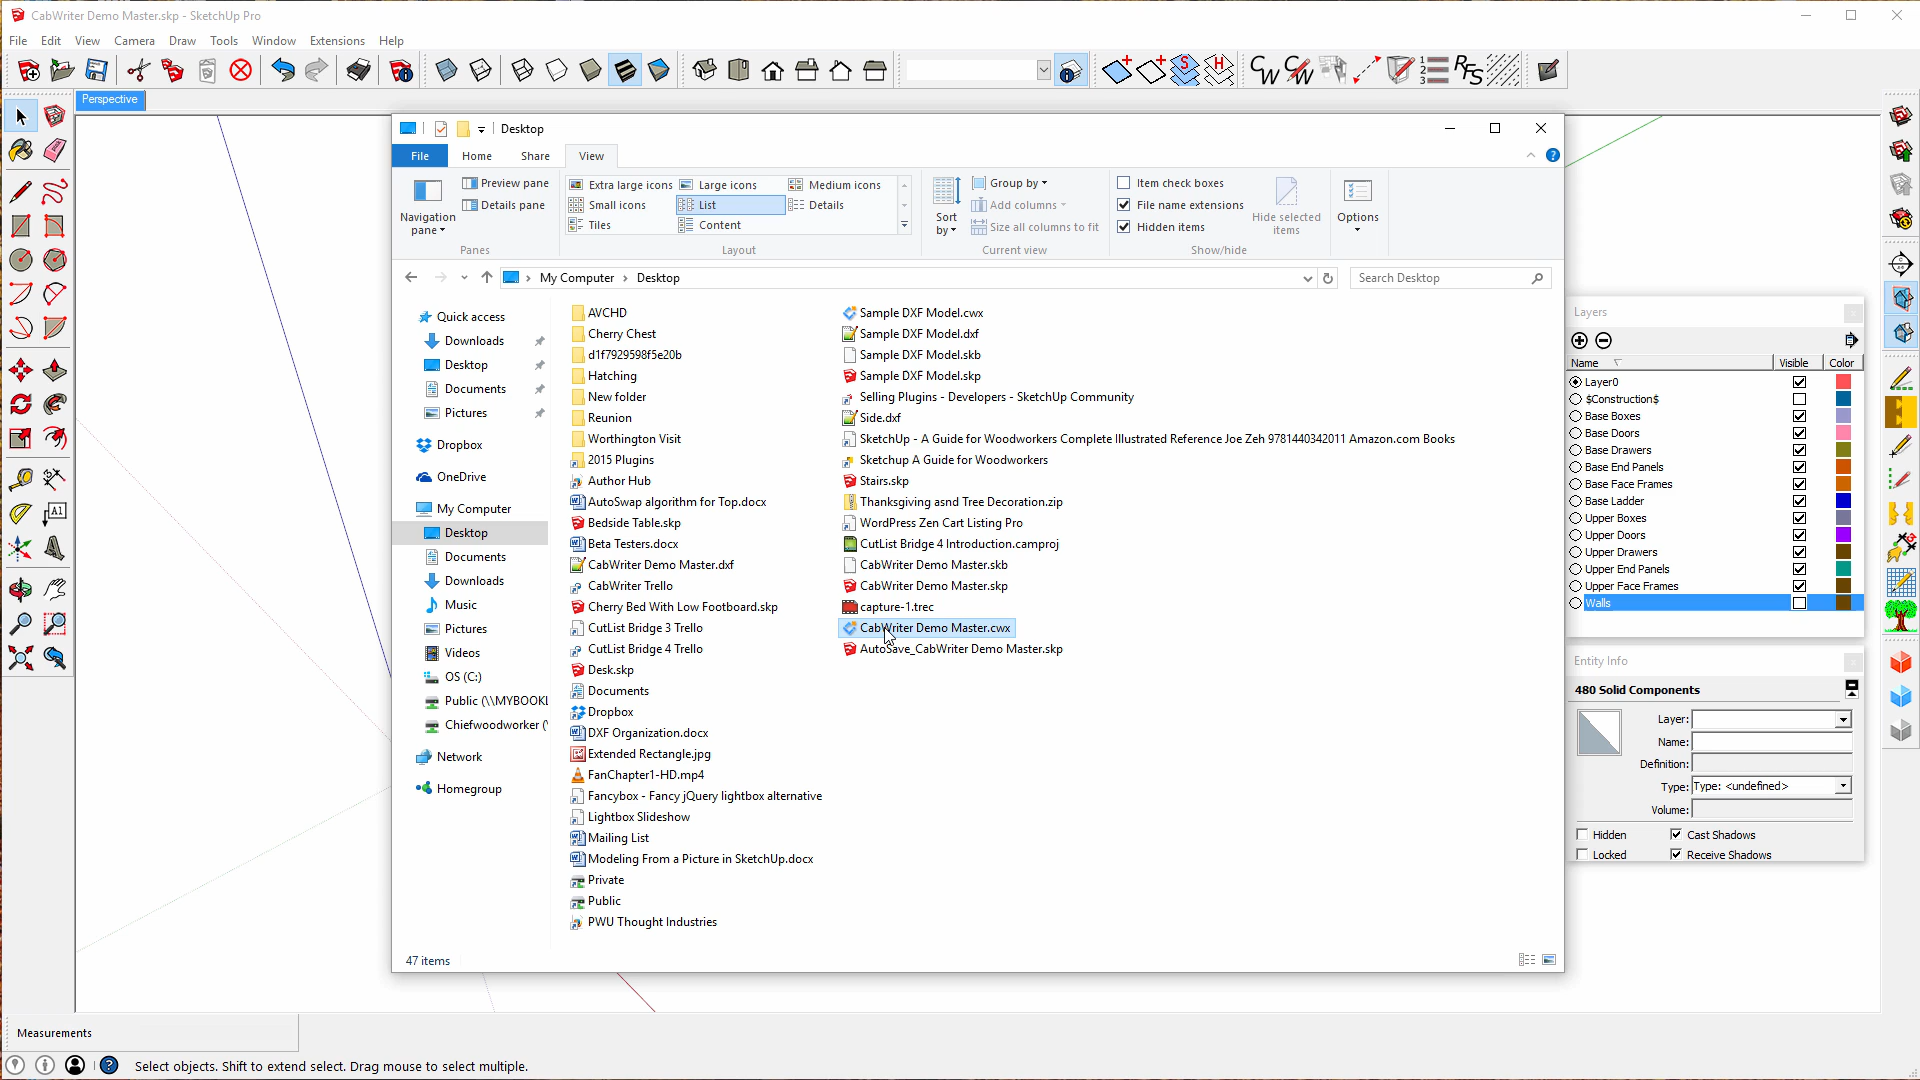 CabWriter Demo Master.skp - SketchUp Pro
File Edit View Camera Draw Tools Window Extensions Help
Perspective
Desktop
File Home Share View
Navigation pane
Preview pane
Details pane
Panes
Extra large icons Large icons Medium icons
Small icons List Details
Tiles Content
Layout
Sort by
Group by
Add columns
Size all columns to fit
Current view
Item check boxes
File name extensions
Hidden items
Hide selected items
Show/hide
Options
My Computer Desktop
Search Desktop
Quick access
Downloads
Desktop
Documents
Pictures
Dropbox
OneDrive
My Computer
Desktop
Documents
Downloads
Music
Pictures
Videos
OS (C:)
Public (\\MYBOOKL
Chiefwoodworker (\
Network
Homegroup
AVCHD
Cherry Chest
d1f7929598f5e20b
Hatching
New folder
Reunion
Worthington Visit
2015 Plugins
Author Hub
AutoSwap algorithm for Top.docx
Bedside Table.skp
Beta Testers.docx
CabWriter Demo Master.dxf
CabWriter Trello
Cherry Bed With Low Footboard.skp
CutList Bridge 3 Trello
CutList Bridge 4 Trello
Desk.skp
Documents
Dropbox
DXF Organization.docx
Extended Rectangle.jpg
FanChapter1-HD.mp4
Fancybox - Fancy jQuery lightbox alternative
Lightbox Slideshow
Mailing List
Modeling From a Picture in SketchUp.docx
Private
Public
PWU Thought Industries
Sample DXF Model.cwx
Sample DXF Model.dxf
Sample DXF Model.skb
Sample DXF Model.skp
Selling Plugins - Developers - SketchUp Community
Side.dxf
SketchUp - A Guide for Woodworkers Complete Illustrated Reference Joe Zeh 9781440342011 Amazon.com Books
Sketchup A Guide for Woodworkers
Stairs.skp
Thanksgiving asnd Tree Decoration.zip
WordPress Zen Cart Listing Pro
CutList Bridge 4 Introduction.camproj
CabWriter Demo Master.skb
CabWriter Demo Master.skp
capture-1.trec
CabWriter Demo Master.cwx
AutoSave_CabWriter Demo Master.skp
47 items
Layers
Name Visible Color
Layer0
$Construction$
Base Boxes
Base Doors
Base Drawers
Base End Panels
Base Face Frames
Base Ladder
Upper Boxes
Upper Doors
Upper Drawers
Upper End Panels
Upper Face Frames
Walls
Entity Info
480 Solid Components
Layer:
Name:
Definition:
Type: Type: <undefined>
Volume:
Hidden Cast Shadows
Locked Receive Shadows
Measurements
Select objects. Shift to extend select. Drag mouse to select multiple.